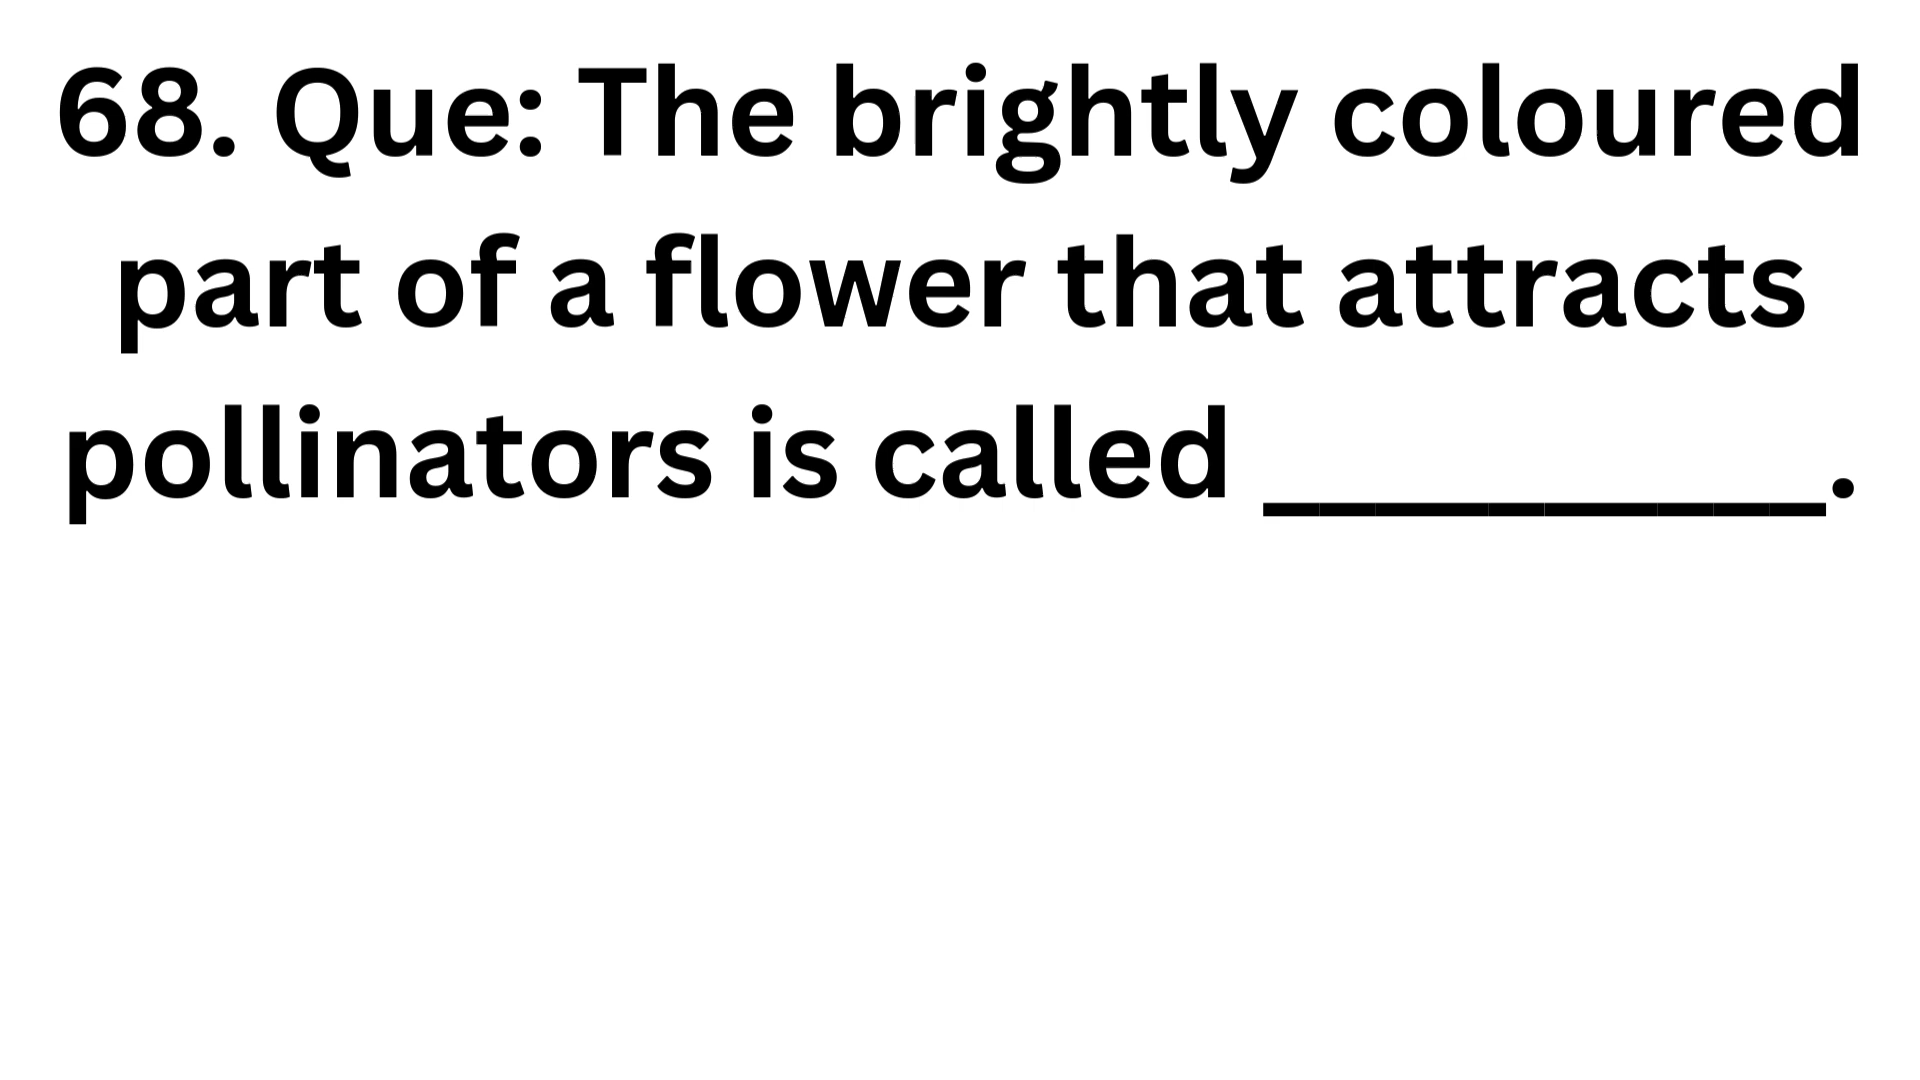 68. Que: The brightly coloured
part of a flower that attracts
pollinators is called __________.